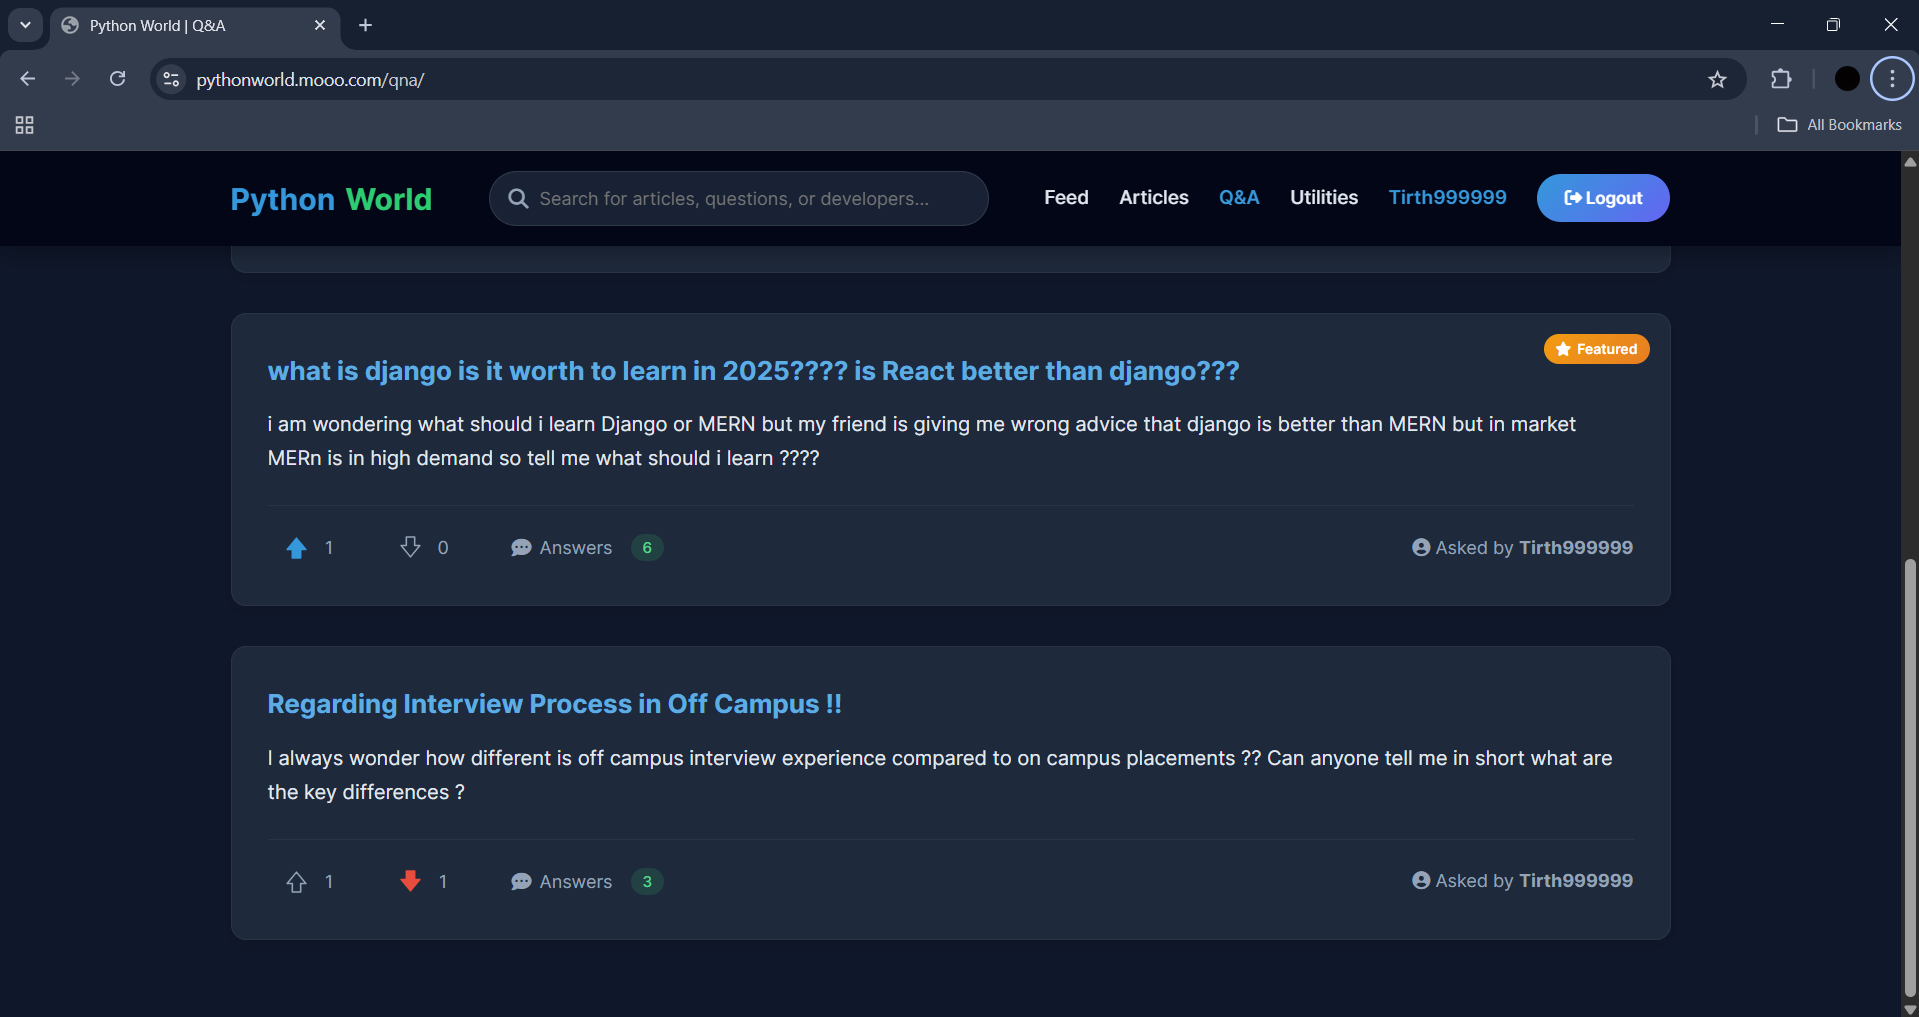 Python World | Q&A
pythonworld.mooo.com/qna/
All Bookmarks
Python World
Search for articles, questions, or developers...
Feed
Articles
Q&A
Utilities
Tirth999999
Logout
Featured
what is django is it worth to learn in 2025???? is React better than django???
i am wondering what should i learn Django or MERN but my friend is giving me wrong advice that django is better than MERN but in market
MERn is in high demand so tell me what should i learn ????
1
0
Answers
6
Asked by Tirth999999
Regarding Interview Process in Off Campus !!
I always wonder how different is off campus interview experience compared to on campus placements ?? Can anyone tell me in short what are
the key differences ?
1
1
Answers
3
Asked by Tirth999999